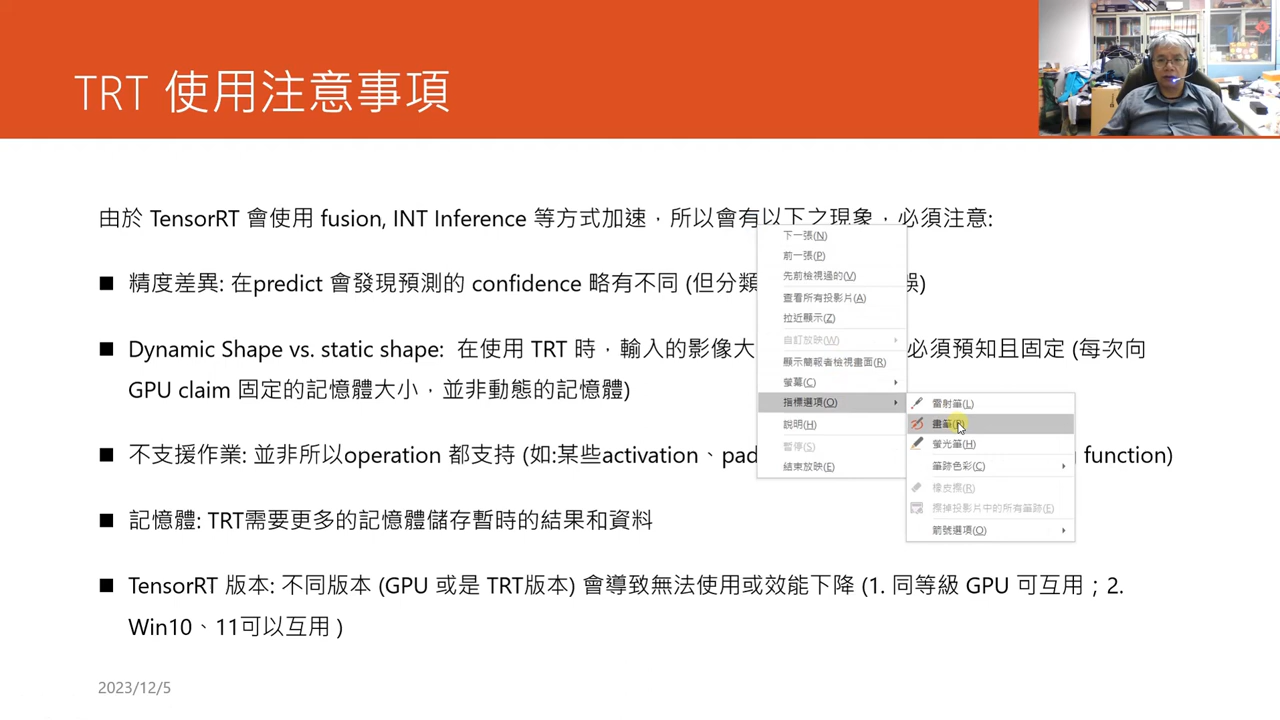 TRT 使用注意事項
由於 TensorRT 會使用 fusion, INT Inference 等方式加速，所以會有以下之現象，必須注意:
■ 精度差異: 在predict 會發現預測的 confidence 略有不同 (但分類
■ Dynamic Shape vs. static shape: 在使用 TRT 時，輸入的影像大
必須預知且固定 (每次向
GPU claim 固定的記憶體大小，並非動態的記憶體)
■ 不支援作業: 並非所以operation 都支持 (如:某些activation、pad
function)
■ 記憶體: TRT需要更多的記憶體儲存暫時的結果和資料
■ TensorRT 版本: 不同版本 (GPU 或是 TRT版本) 會導致無法使用或效能下降 (1. 同等級 GPU 可互用；2.
Win10、11可以互用 )
2023/12/5
下一張(N)
前一張(P)
先前檢視過的(V)
查看所有投影片(A)
拉近顯示(Z)
自訂放映(W)
顯示簡報者檢視畫面(R)
螢幕(C)
指標選項(O)
說明(H)
暫停(S)
結束放映(E)
雷射筆(L)
畫筆(P)
螢光筆(H)
筆跡色彩(C)
橡皮擦(R)
擦掉投影片中的所有筆跡(E)
箭號選項(O)